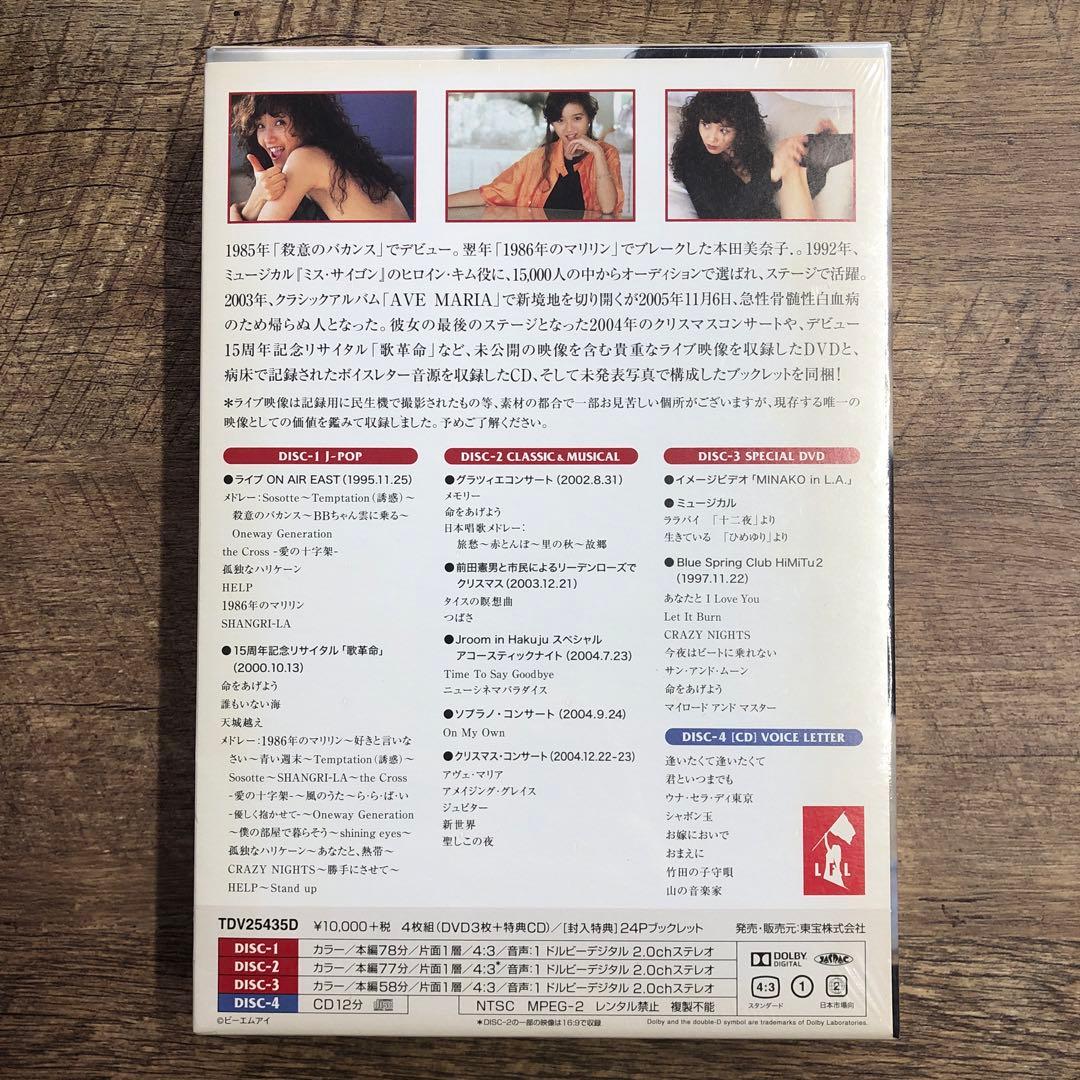 1985年「殺意のバカンス」でデビュー。翌年「1986年のマリリン」でブレークした本田美奈子.。1992年、
ミュージカル『ミス・サイゴン』のヒロイン・キム役に、15,000人の中からオーディションで選ばれ、ステージで活躍。
2003年、クラシックアルバム「AVE MARIA」で新境地を切り開くが2005年11月6日、急性骨髄性白血病
のため帰らぬ人となった。彼女の最後のステージとなった2004年のクリスマスコンサートや、デビュー
15周年記念リサイタル「歌革命」など、未公開の映像を含む貴重なライブ映像を収録したDVDと、
病床で記録されたボイスレター音源を収録したCD、そして未発表写真で構成したブックレットを同梱!
*ライブ映像は記録用に民生機で撮影されたもの等、素材の都合で一部お見苦しい個所がございますが、現存する唯一の
映像としての価値を鑑みて収録しました。予めご了解ください。
DISC-1 J-POP
●ライブ ON AIR EAST(1995.11.25)
メドレー:Sosotte〜Temptation(誘惑)〜
殺意のバカンス〜BBちゃん雲に乗る〜
Oneway Generation
the Cross -愛の十字架-
孤独なハリケーン
HELP
1986年のマリリン
SHANGRI-LA
●15周年記念リサイタル「歌革命」
(2000.10.13)
命をあげよう
誰もいない海
天城越え
メドレー:1986年のマリリン〜好きと言いな
さい〜青い週末〜Temptation(誘惑)〜
Sosotte〜SHANGRI-LA〜the Cross
-愛の十字架-〜風のうた〜ら・ら・ば・い
-優しく抱かせて-〜Oneway Generation
〜僕の部屋で暮らそう〜shining eyes〜
孤独なハリケーン〜あなたと、熱帯〜
CRAZY NIGHTS〜勝手にさせて〜
HELP〜Stand up
DISC-2 CLASSIC & MUSICAL
●グラツィエコンサート(2002.8.31)
メモリー
命をあげよう
日本唱歌メドレー:
旅愁〜赤とんぼ〜里の秋〜故郷
●前田憲男と市民によるリーデンローズで
クリスマス(2003.12.21)
タイスの瞑想曲
つばさ
●Jroom in Hakuju スペシャル
アコースティックナイト(2004.7.23)
Time To Say Goodbye
ニューシネマパラダイス
●ソプラノ・コンサート(2004.9.24)
On My Own
●クリスマス・コンサート(2004.12.22-23)
アヴェ・マリア
アメイジング・グレイス
ジュピター
新世界
聖しこの夜
DISC-3 SPECIAL DVD
●イメージビデオ「MINAKO in L.A.」
●ミュージカル
ララバイ 「十二夜」より
生きている 「ひめゆり」より
●Blue Spring Club HiMiTu2
(1997.11.22)
あなたと I Love You
Let It Burn
CRAZY NIGHTS
今夜はビートに乗れない
サン・アンド・ムーン
命をあげよう
マイロード アンド マスター
DISC-4 [CD] VOICE LETTER
逢いたくて逢いたくて
君といつまでも
ウナ・セラ・ディ東京
シャボン玉
お嫁においで
おまえに
竹田の子守唄
山の音楽家
LFL
TDV25435D ¥10,000+税 4枚組(DVD3枚+特典CD)/[封入特典]24Pブックレット 発売・販売元:東宝株式会社
DISC-1 カラー/本編78分/片面1層/4:3/音声:1 ドルビーデジタル 2.0chステレオ
DISC-2 カラー/本編77分/片面1層/4:3*/音声:1 ドルビーデジタル 2.0chステレオ
DISC-3 カラー/本編58分/片面1層/4:3/音声:1 ドルビーデジタル 2.0chステレオ
DISC-4 CD12分
NTSC MPEG-2 レンタル禁止 複製不能
DOLBY DIGITAL JASRAC
4:3 1 2
スタンダード 日本市場向
©ビーエムアイ
*DISC-2の一部の映像は16:9で収録
Dolby and the double-D symbol are trademarks of Dolby Laboratories.